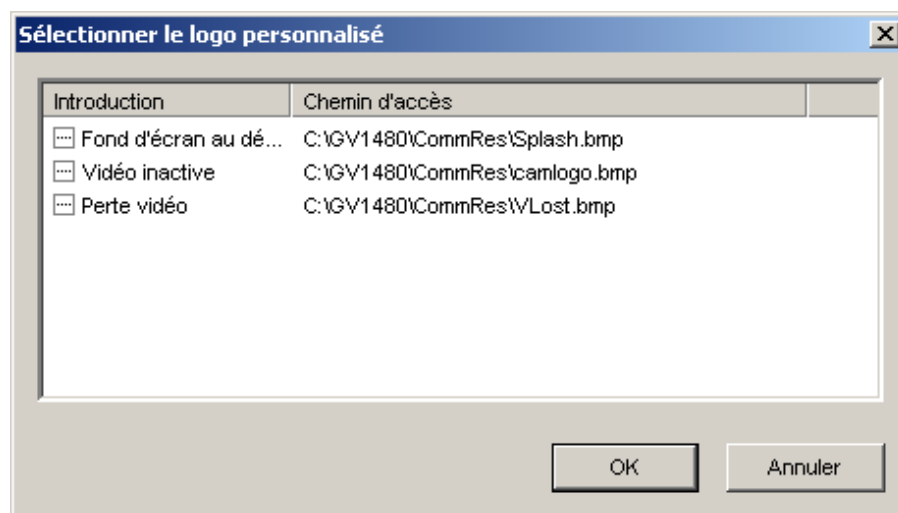 Sélectionner le logo personnalisé
Introduction Chemin d'accès
Fond d'écran au dé... C:\GV1480\CommRes\Splash.bmp
Vidéo inactive C:\GV1480\CommRes\camlogo.bmp
Perte vidéo C:\GV1480\CommRes\VLost.bmp
OK Annuler